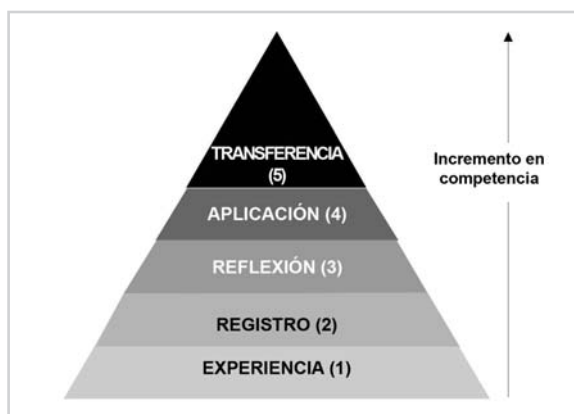 TRANSFERENCIA
(5)
Incremento en
competencia
APLICACIÓN (4)
REFLEXIÓN (3)
REGISTRO (2)
EXPERIENCIA (1)